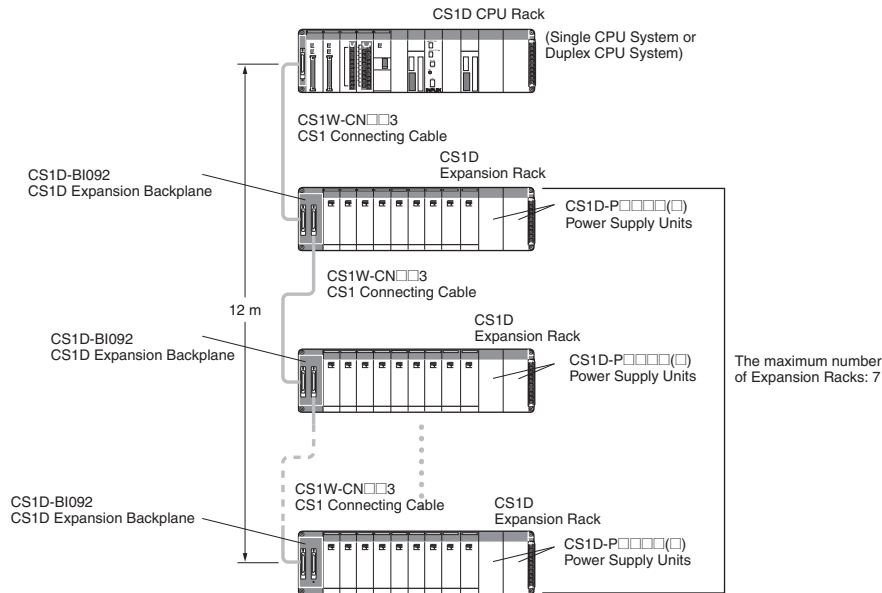 CS1D CPU Rack
(Single CPU System or
Duplex CPU System)
CS1W-CN□□3
CS1 Connecting Cable
CS1D-BI092
CS1D Expansion Backplane
CS1D
Expansion Rack
CS1D-P□□□□(□)
Power Supply Units
CS1W-CN□□3
CS1 Connecting Cable
12 m
CS1D-BI092
CS1D Expansion Backplane
CS1D
Expansion Rack
CS1D-P□□□□(□)
Power Supply Units
The maximum number
of Expansion Racks: 7
CS1W-CN□□3
CS1 Connecting Cable
CS1D-BI092
CS1D Expansion Backplane
CS1D
Expansion Rack
CS1D-P□□□□(□)
Power Supply Units